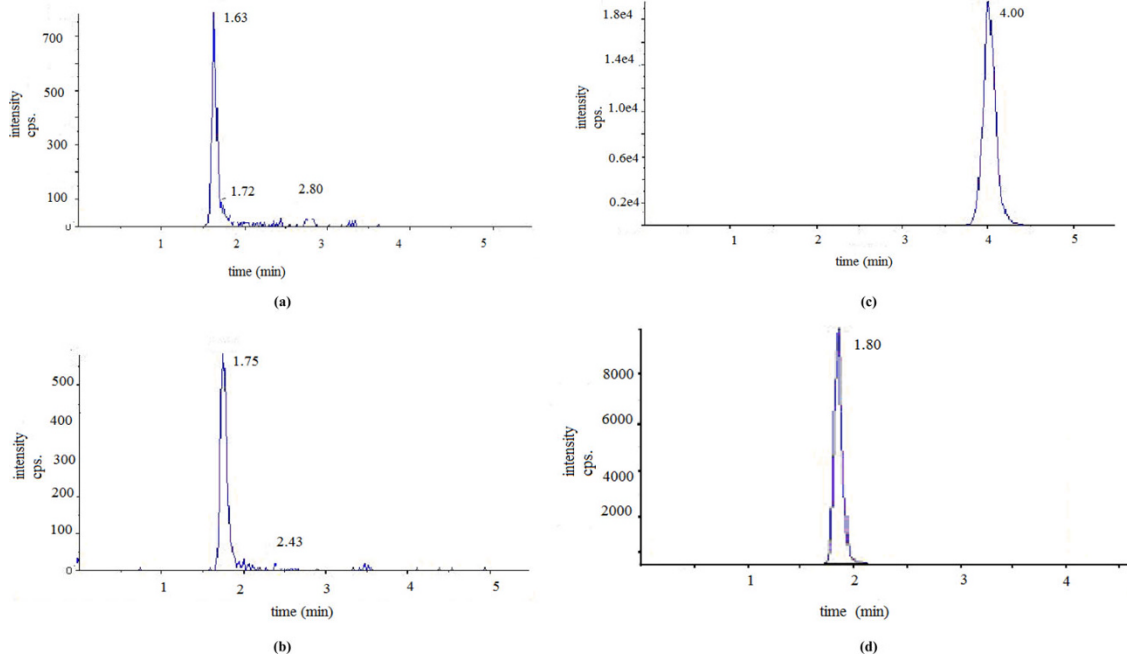 1.63
700
500
300
100
0
1.72
2.80
intensity
cps.
1 2 3 4 5
time (min)
(a)
4.00
1.8e4
1.4e4
1.0e4
0.6e4
0.2e4
intensity
cps.
1 2 3 4 5
time (min)
(c)
1.75
500
400
300
200
100
0
2.43
intensity
cps.
1 2 3 4 5
time (min)
(b)
1.80
8000
6000
4000
2000
intensity
cps.
1 2 3 4
time (min)
(d)